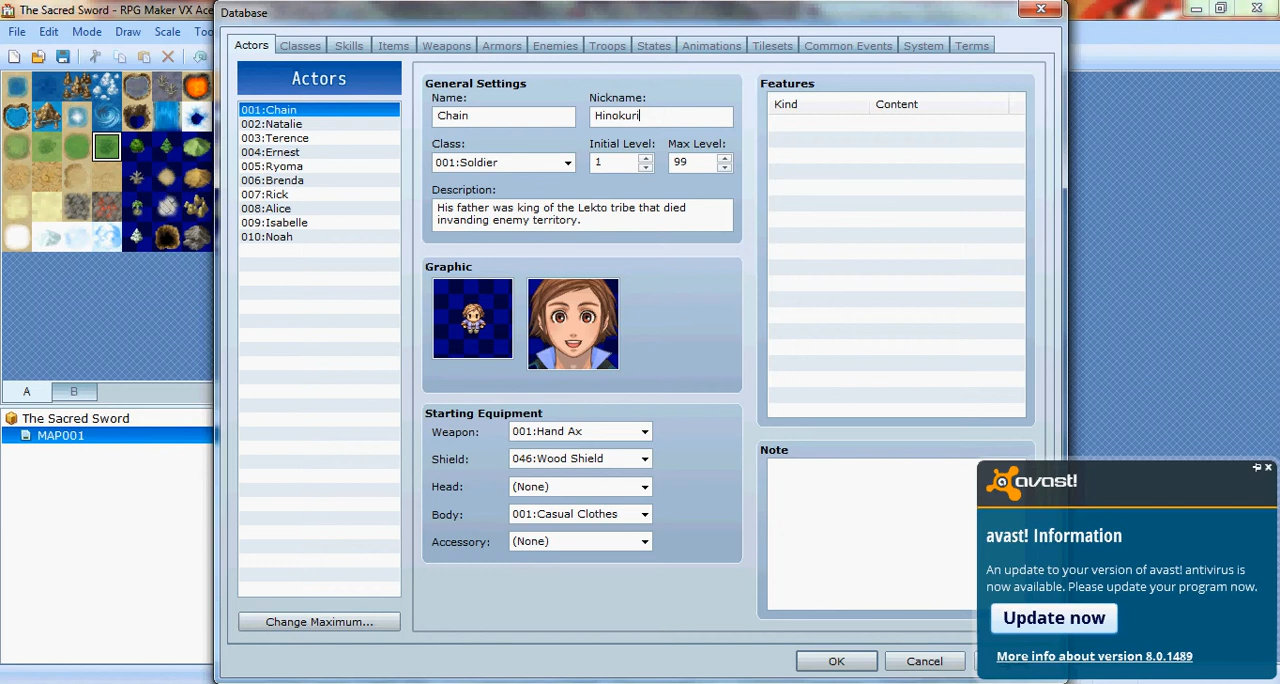 The Sacred Sword - RPG Maker VX Ace
Database
File Edit Mode Draw Scale
Actors Classes Skills Items Weapons Armors Enemies Troops States Animations Tilesets Common Events System Terms
Actors
001:Chain
002:Natalie
003:Terence
004:Ernest
005:Ryoma
006:Brenda
007:Rick
008:Alice
009:Isabelle
010:Noah
Change Maximum...
General Settings
Name: Nickname:
Chain Hinokuri
Class: Initial Level: Max Level:
001:Soldier 1 99
Description:
His father was king of the Lekto tribe that died
invanding enemy territory.
Graphic
Starting Equipment
Weapon: 001:Hand Ax
Shield: 046:Wood Shield
Head: (None)
Body: 001:Casual Clothes
Accessory: (None)
Features
Kind Content
Note
A B
The Sacred Sword
MAP001
OK Cancel
avast!
avast! Information
An update to your version of avast! antivirus is
now available. Please update your program now.
Update now
More info about version 8.0.1489